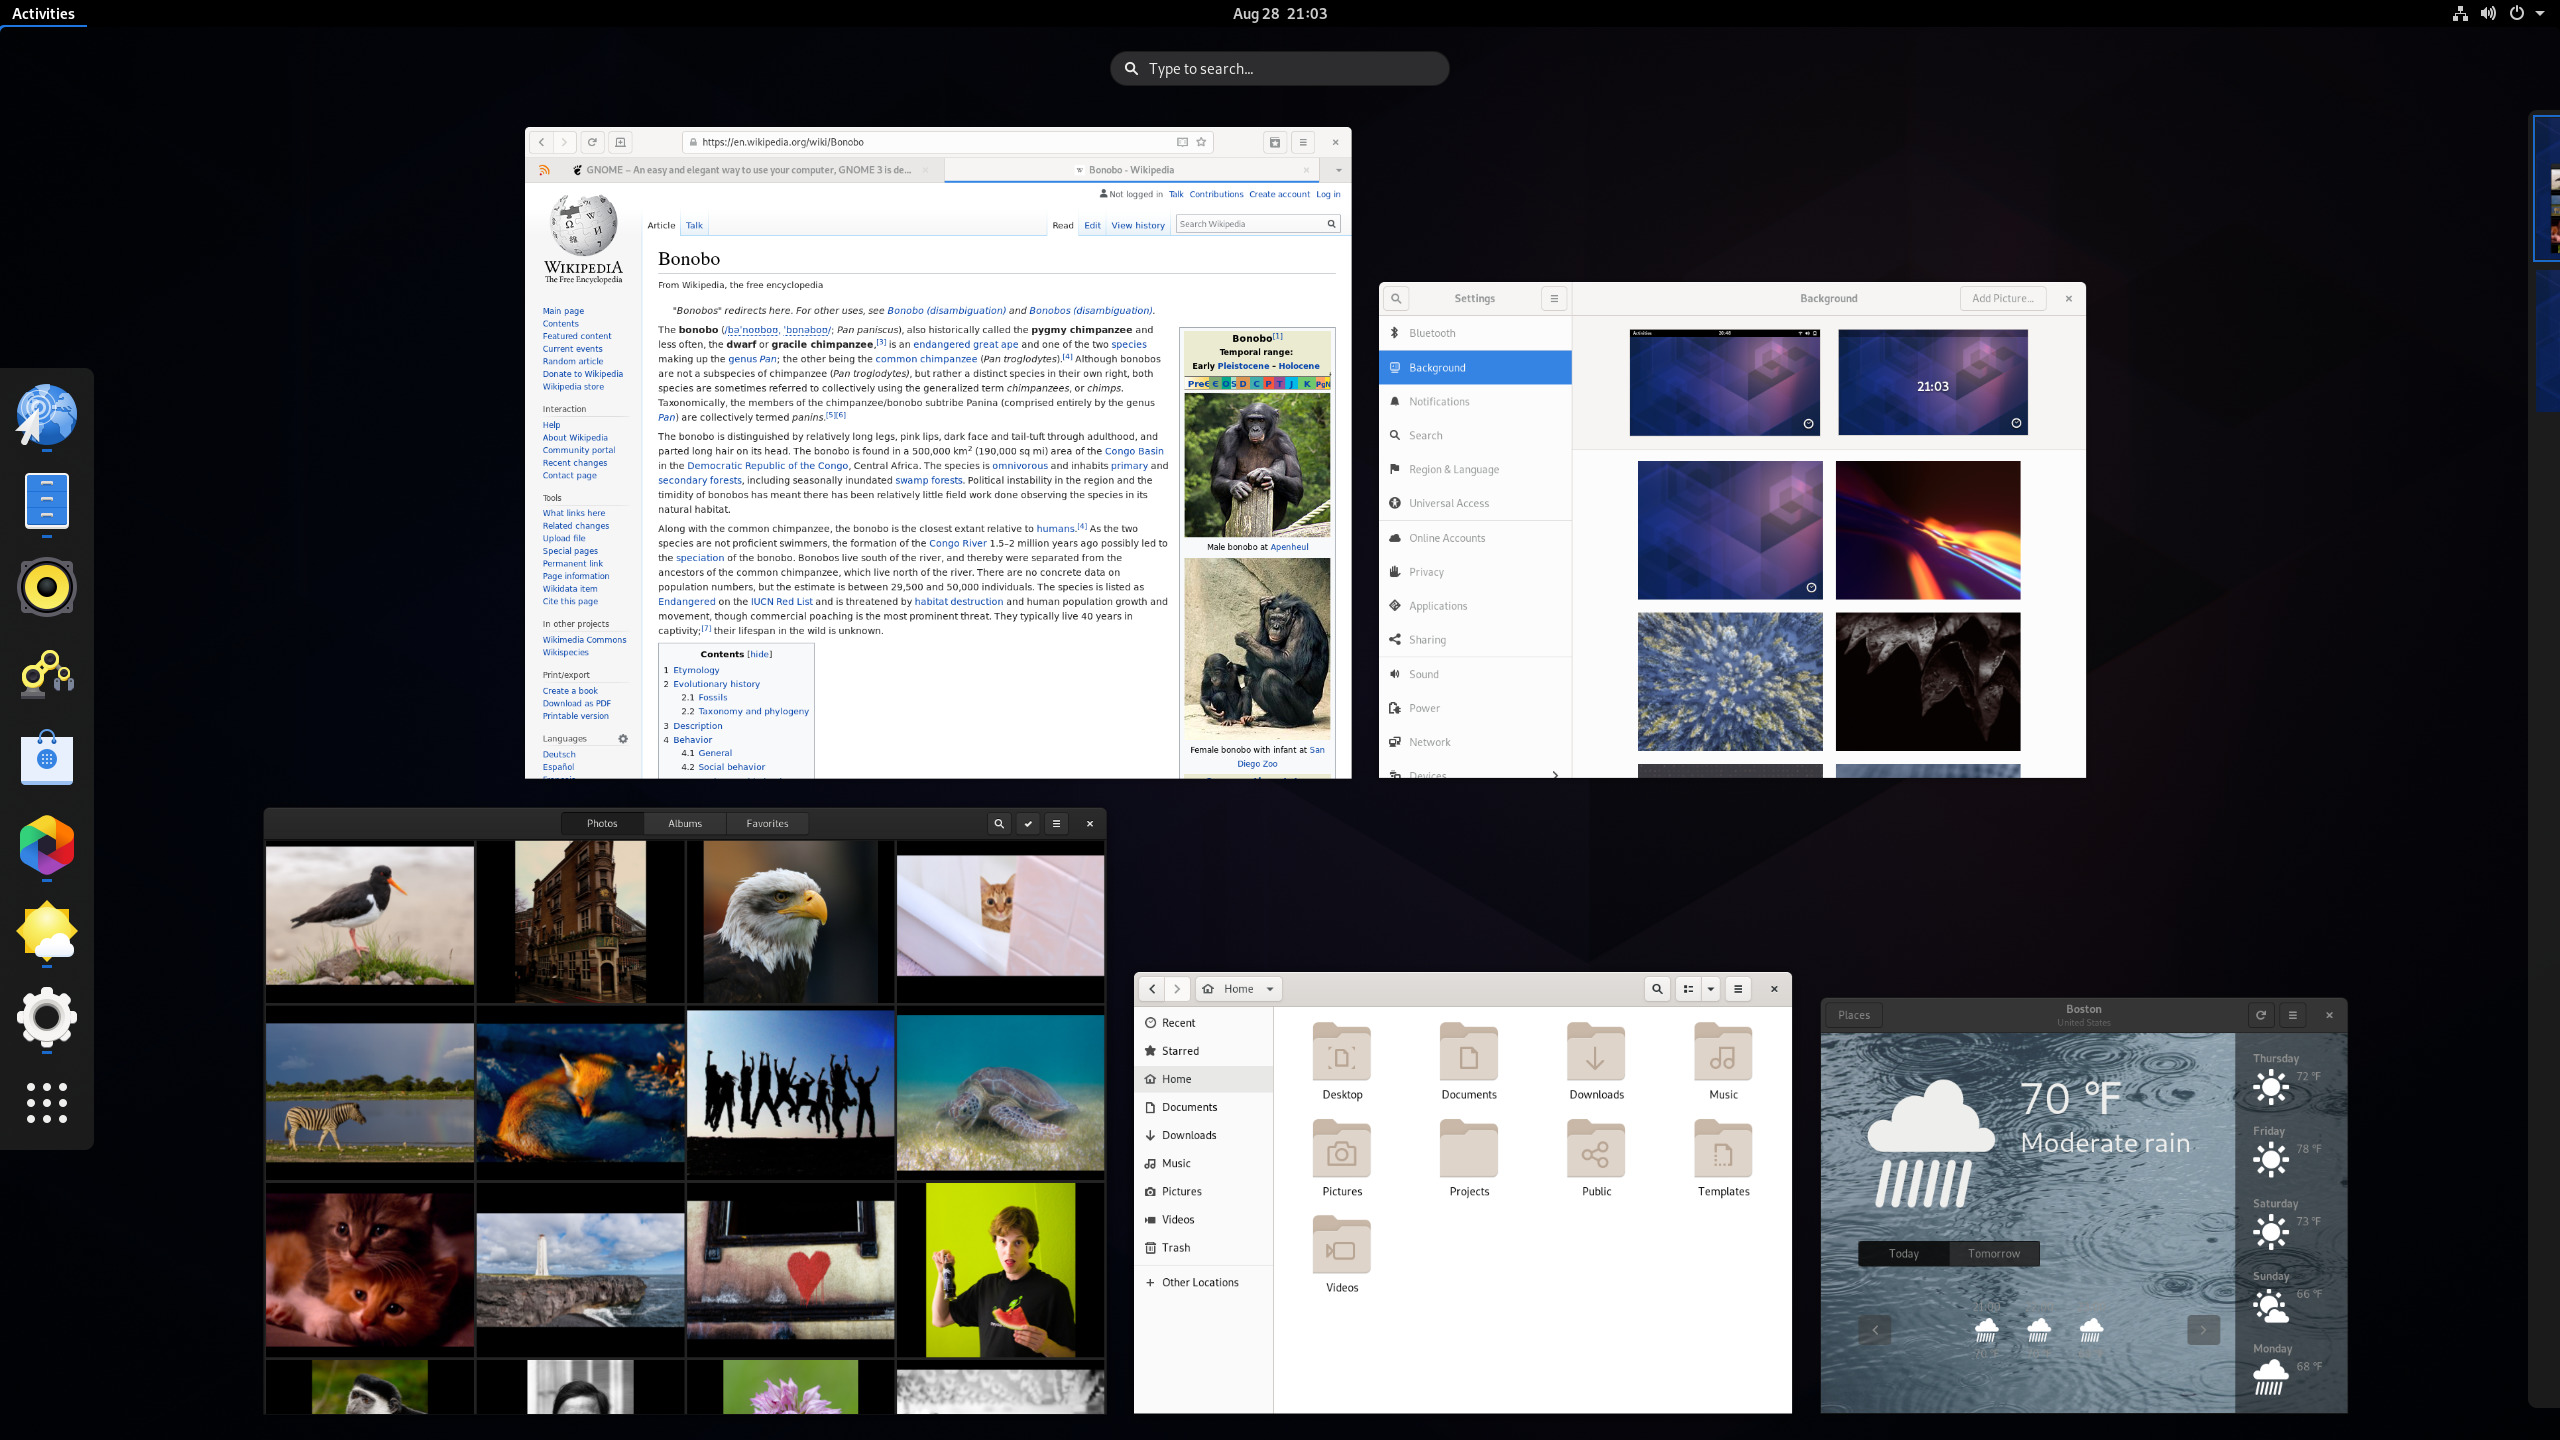 Activities
Aug 28 21:03
Type to search...
https://en.wikipedia.org/wiki/Bonobo
GNOME – An easy and elegant way to use your computer, GNOME 3 is de...
Bonobo - Wikipedia
Not logged in Talk Contributions Create account Log in
Article Talk
Read Edit View history
Search Wikipedia
WIKIPEDIA
The Free Encyclopedia
Main page
Contents
Featured content
Current events
Random article
Donate to Wikipedia
Wikipedia store
Interaction
Help
About Wikipedia
Community portal
Recent changes
Contact page
Tools
What links here
Related changes
Upload file
Special pages
Permanent link
Page information
Wikidata item
Cite this page
In other projects
Wikimedia Commons
Wikispecies
Print/export
Create a book
Download as PDF
Printable version
Languages
Deutsch
Español
Bonobo
From Wikipedia, the free encyclopedia
"Bonobos" redirects here. For other uses, see Bonobo (disambiguation) and Bonobos (disambiguation).
The bonobo (/bəˈnoʊboʊ, ˈbɒnəboʊ/; Pan paniscus), also historically called the pygmy chimpanzee and
less often, the dwarf or gracile chimpanzee,[3] is an endangered great ape and one of the two species
making up the genus Pan; the other being the common chimpanzee (Pan troglodytes).[4] Although bonobos
are not a subspecies of chimpanzee (Pan troglodytes), but rather a distinct species in their own right, both
species are sometimes referred to collectively using the generalized term chimpanzees, or chimps.
Taxonomically, the members of the chimpanzee/bonobo subtribe Panina (comprised entirely by the genus
Pan) are collectively termed panins.[5][6]
The bonobo is distinguished by relatively long legs, pink lips, dark face and tail-tuft through adulthood, and
parted long hair on its head. The bonobo is found in a 500,000 km² (190,000 sq mi) area of the Congo Basin
in the Democratic Republic of the Congo, Central Africa. The species is omnivorous and inhabits primary and
secondary forests, including seasonally inundated swamp forests. Political instability in the region and the
timidity of bonobos has meant there has been relatively little field work done observing the species in its
natural habitat.
Along with the common chimpanzee, the bonobo is the closest extant relative to humans.[4] As the two
species are not proficient swimmers, the formation of the Congo River 1.5–2 million years ago possibly led to
the speciation of the bonobo. Bonobos live south of the river, and thereby were separated from the
ancestors of the common chimpanzee, which live north of the river. There are no concrete data on
population numbers, but the estimate is between 29,500 and 50,000 individuals. The species is listed as
Endangered on the IUCN Red List and is threatened by habitat destruction and human population growth and
movement, though commercial poaching is the most prominent threat. They typically live 40 years in
captivity;[7] their lifespan in the wild is unknown.
Contents [hide]
1 Etymology
2 Evolutionary history
2.1 Fossils
2.2 Taxonomy and phylogeny
3 Description
4 Behavior
4.1 General
4.2 Social behavior
Bonobo[1]
Temporal range:
Early Pleistocene – Holocene
PreЄ Є O S D C P T J K PgN
Male bonobo at Apenheul
Female bonobo with infant at San
Diego Zoo
Settings
Background
Add Picture...
Bluetooth
Background
Notifications
Search
Region & Language
Universal Access
Online Accounts
Privacy
Applications
Sharing
Sound
Power
Network
Devices
Activities
21:03
Photos Albums Favorites
Home
Recent
Starred
Home
Documents
Downloads
Music
Pictures
Videos
Trash
Other Locations
Desktop Documents Downloads Music
Pictures Projects Public Templates
Videos
Places
Boston
United States
70 °F
Moderate rain
Today Tomorrow
Thursday
72 °F
Friday
78 °F
Saturday
73 °F
Sunday
66 °F
Monday
68 °F